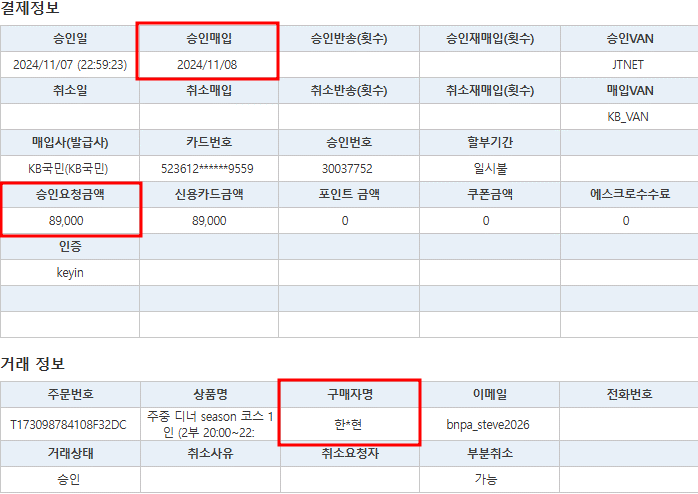 결제정보
승인일 승인매입 승인반송(횟수) 승인재매입(횟수) 승인VAN
2024/11/07 (22:59:23) 2024/11/08 JTNET
취소일 취소매입 취소반송(횟수) 취소재매입(횟수) 매입VAN
KB_VAN
매입사(발급사) 카드번호 승인번호 할부기간
KB국민(KB국민) 523612******9559 30037752 일시불
승인요청금액 신용카드금액 포인트 금액 쿠폰금액 에스크로수수료
89,000 89,000 0 0 0
인증
keyin
거래 정보
주문번호 상품명 구매자명 이메일 전화번호
T173098784108F32DC 주중 디너 season 코스 1 한*현 bnpa_steve2026
인 (2부 20:00~22:
거래상태 취소사유 취소요청자 부분취소
승인 가능